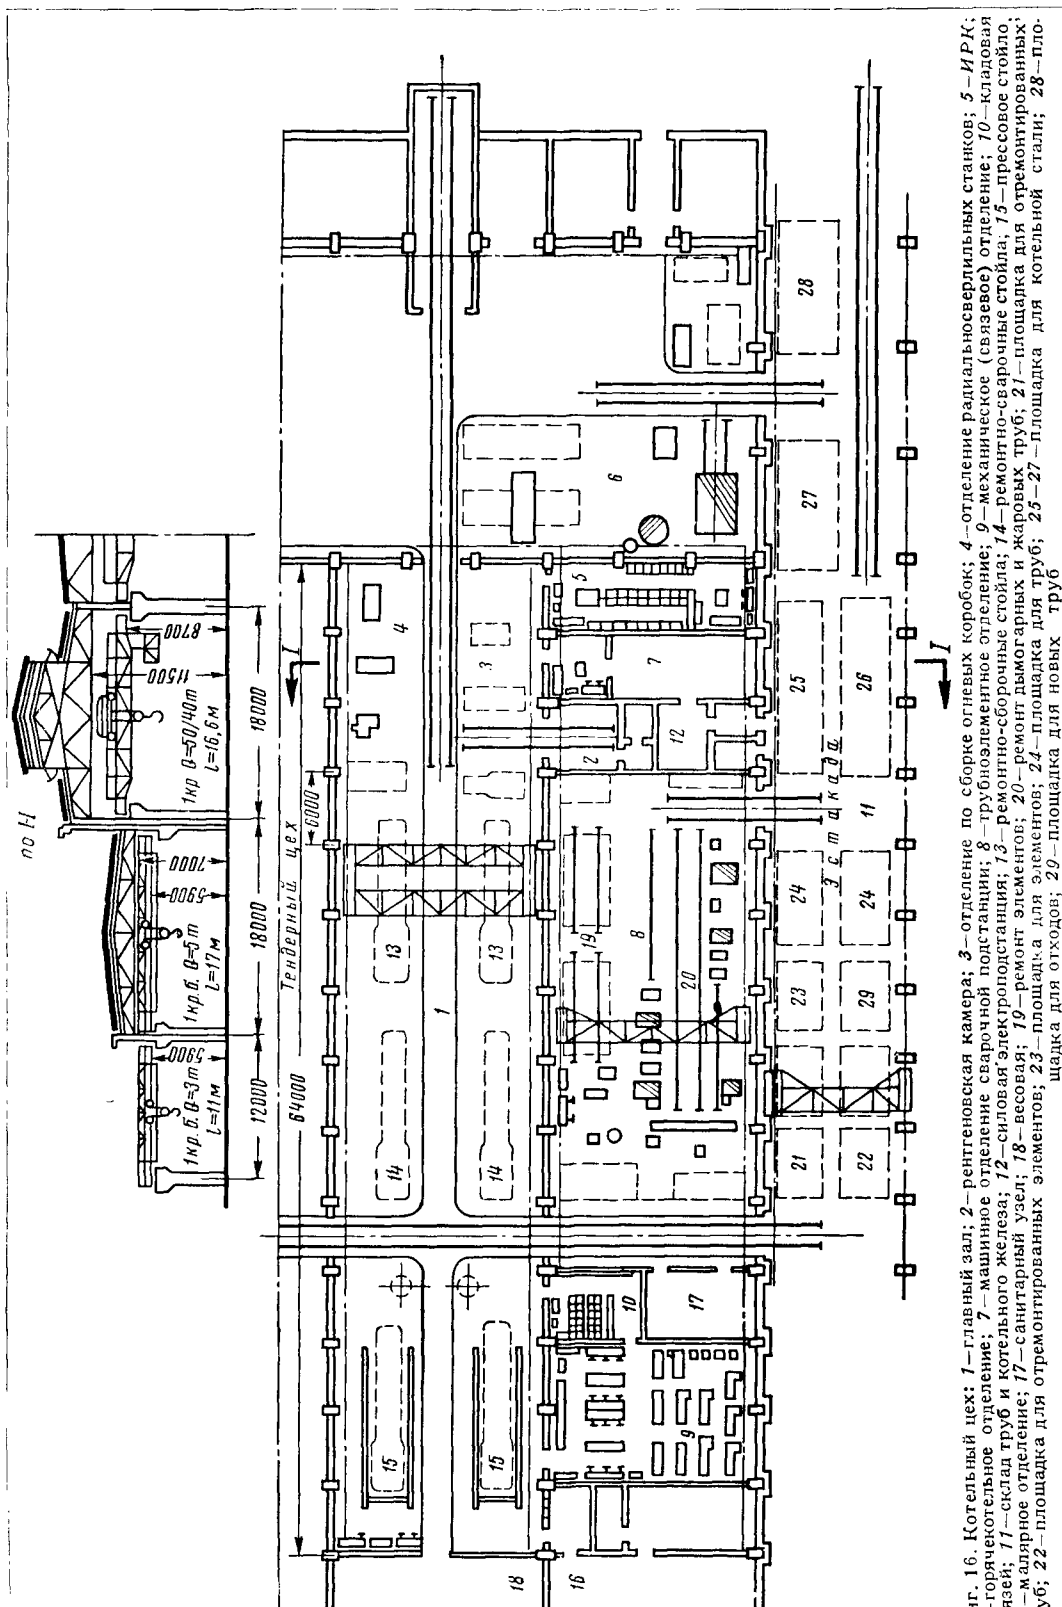 по I-I
1 кр. б. Q=3т
l=11м
5900
1 кр. б. Q=5т
l=17м
5900
7000
1 кр Q=50/40т
l=16,6м
11500
8700
12000
18000
18000
64000
Тендерный цех
6000
I
I
15
14
13
4
1
15
14
13
3
18
16
10
17
9
19
8
20
2
12
7
5
6
Эстакада
11
21
23
24
25
27
28
22
29
24
26
г. 16. Котельный цех: 1—главный зал; 2—рентгеновская камера; 3—отделение по сборке огневых коробок; 4—отделение радиальносверлильных станков; 5—ИРК;
—горячекотельное отделение; 7—машинное отделение сварочной подстанции; 8—трубноэлементное отделение; 9—механическое (связевое) отделение; 10—кладовая
язей; 11—склад труб и котельного железа; 12—силовая электроподстанция; 13—ремонтно-сборочные стойла; 14—ремонтно-сварочные стойла; 15—прессовое стойло,
—малярное отделение; 17—санитарный узел; 18—весовая; 19—ремонт элементов; 20—ремонт дымогарных и жаровых труб; 21—площадка для отремонтированных
уб; 22—площадка для отремонтированных элементов; 23—площадка для элементов; 24—площадка для труб; 25—27—площадка для котельной стали; 28—пло-
щадка для отходов; 29—площадка для новых труб